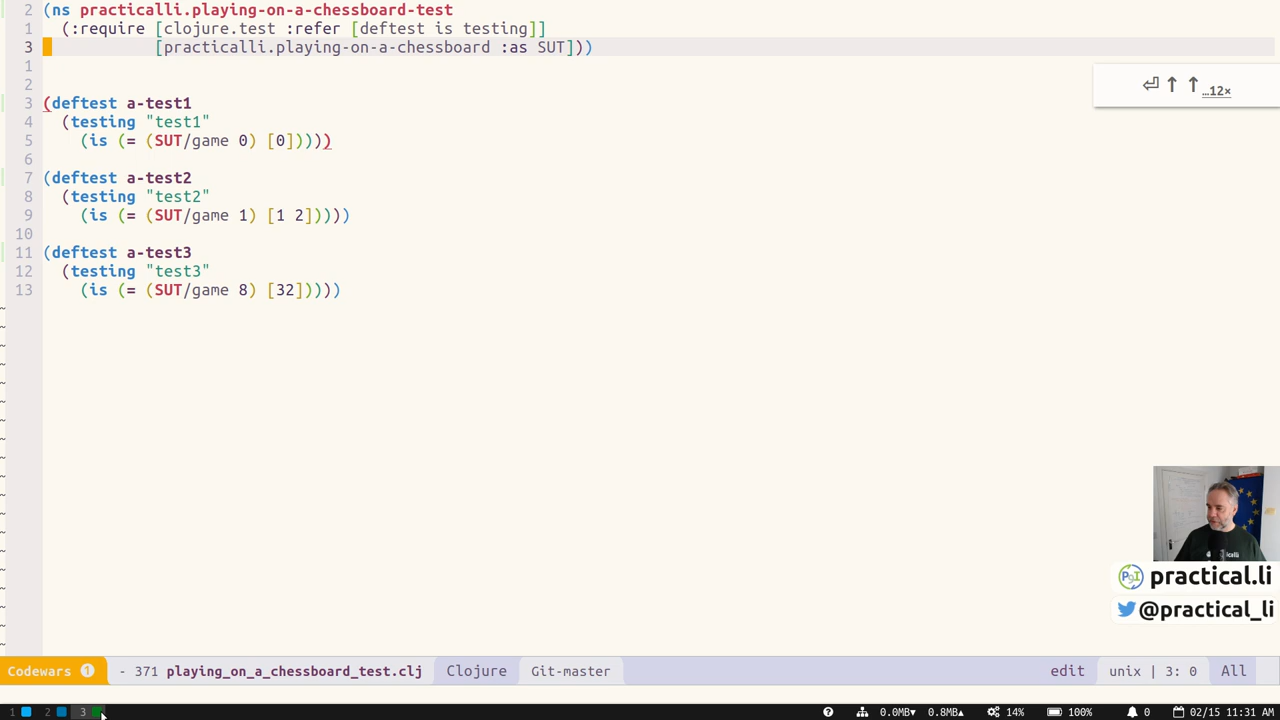 2 (ns practicalli.playing-on-a-chessboard-test
1   (:require [clojure.test :refer [deftest is testing]]
3             [practicalli.playing-on-a-chessboard :as SUT]))
1
2
3 (deftest a-test1
4   (testing "test1"
5     (is (= (SUT/game 0) [0]))))
6
7 (deftest a-test2
8   (testing "test2"
9     (is (= (SUT/game 1) [1 2]))))
10
11 (deftest a-test3
12   (testing "test3"
13     (is (= (SUT/game 8) [32]))))
…12×
practical.li
@practical_li
Codewars 1 - 371 playing_on_a_chessboard_test.clj Clojure Git-master edit unix | 3: 0 All
1 2 3 0.0MB▾ 0.8MB▴ 14% 100% 0 02/15 11:31 AM